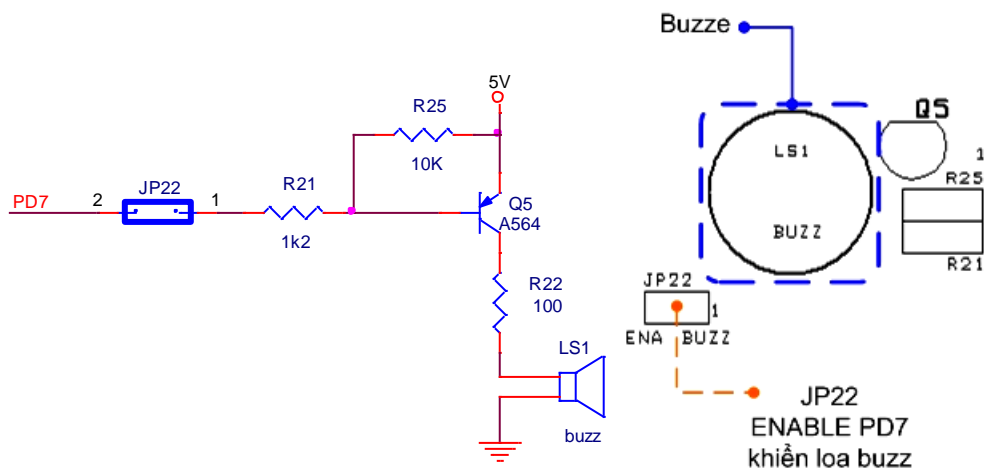 5V
R25
10K
PD7
2
JP22
1
R21
1k2
Q5
A564
R22
100
LS1
buzz
Buzze
Q5
LS1
BUZZ
1
R25
R21
JP22
1
ENA BUZZ
JP22
ENABLE PD7
khiển loa buzz